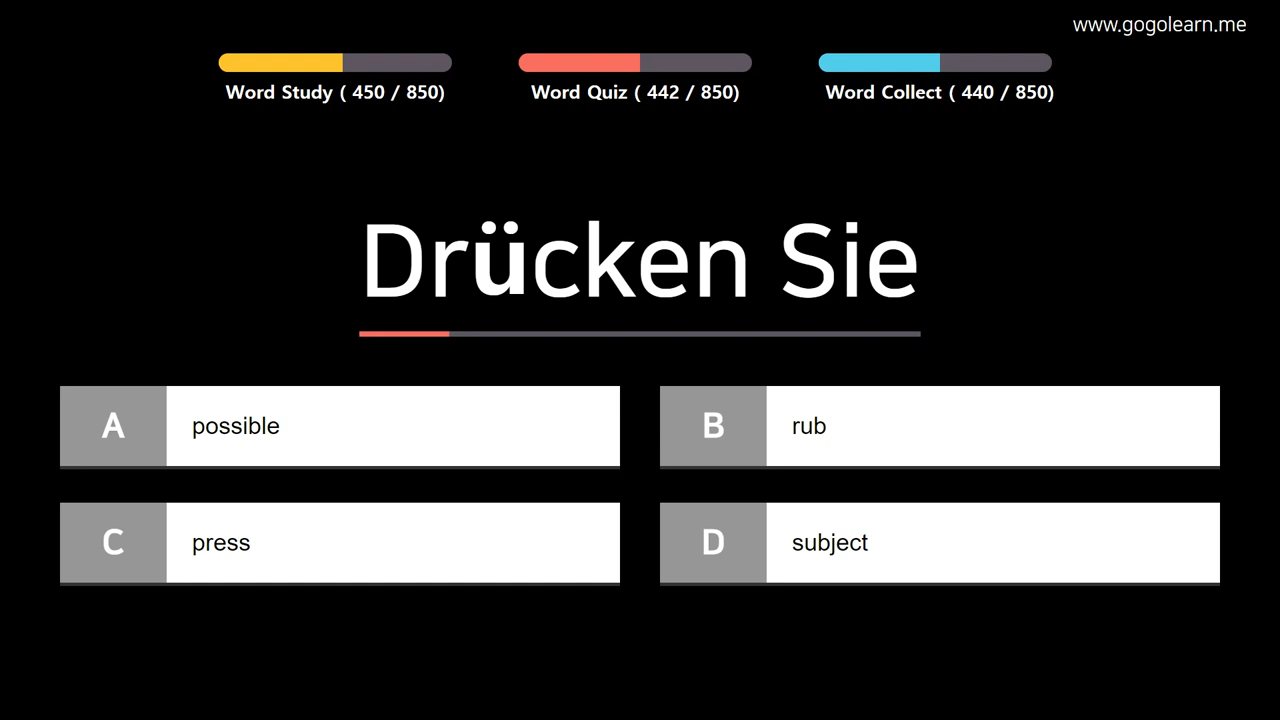 www.gogolearn.me
Word Study ( 450 / 850)
Word Quiz ( 442 / 850)
Word Collect ( 440 / 850)
Drücken Sie
A possible
B rub
C press
D subject